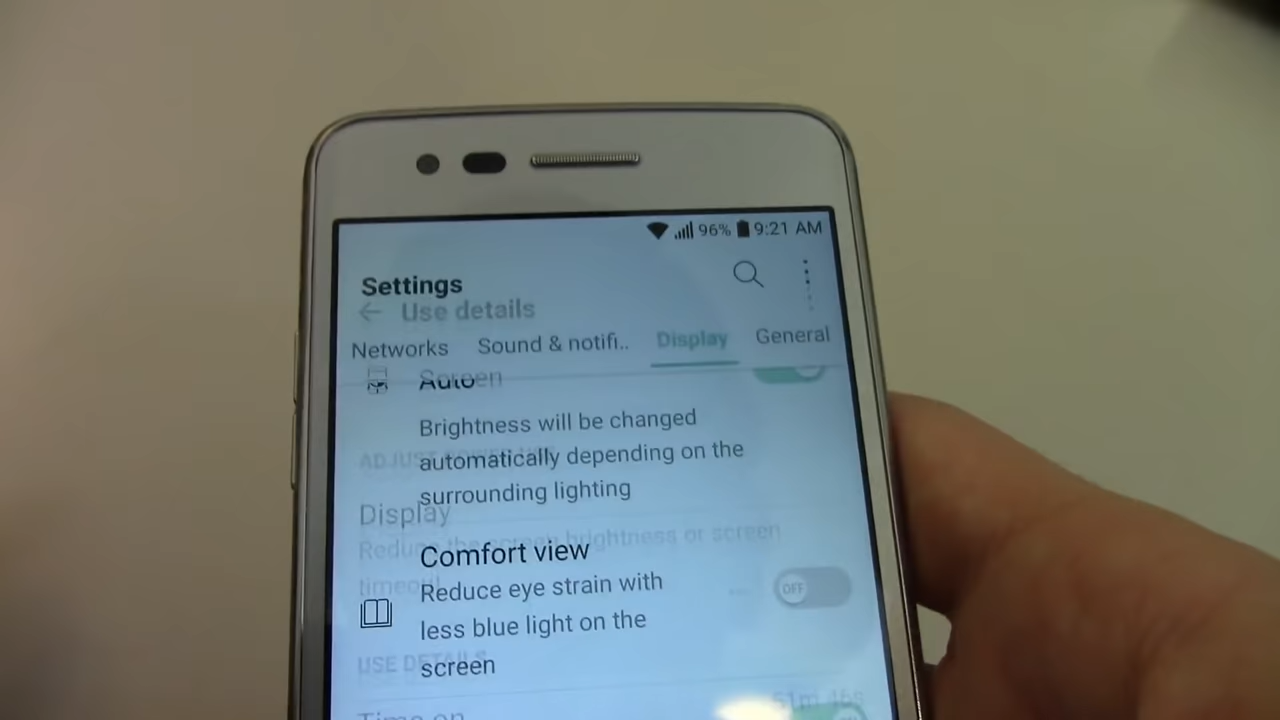 96% 9:21 AM
Settings
Use details
Networks Sound & notifi.. Display General
Screen
Auto
Brightness will be changed
automatically depending on the
surrounding lighting
Display
Reduce the screen brightness or screen
timeout
Comfort view
Reduce eye strain with
less blue light on the
screen
OFF
USE DETAILS
Time on
51m 46s